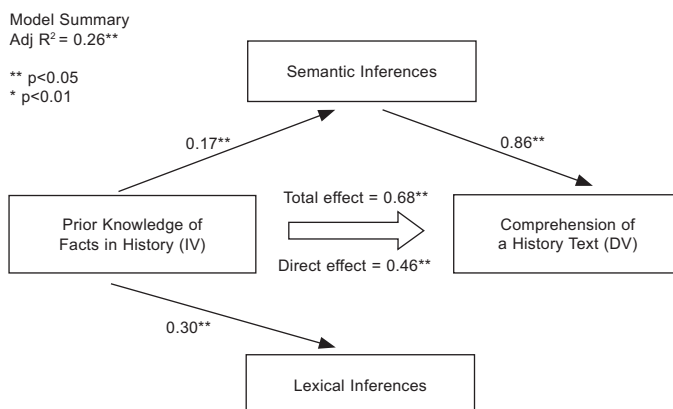 Model Summary
Adj R² = 0.26**
** p<0.05
* p<0.01
Semantic Inferences
0.17**
0.86**
Total effect = 0.68**
Prior Knowledge of
Facts in History (IV)
Comprehension of
a History Text (DV)
Direct effect = 0.46**
0.30**
Lexical Inferences